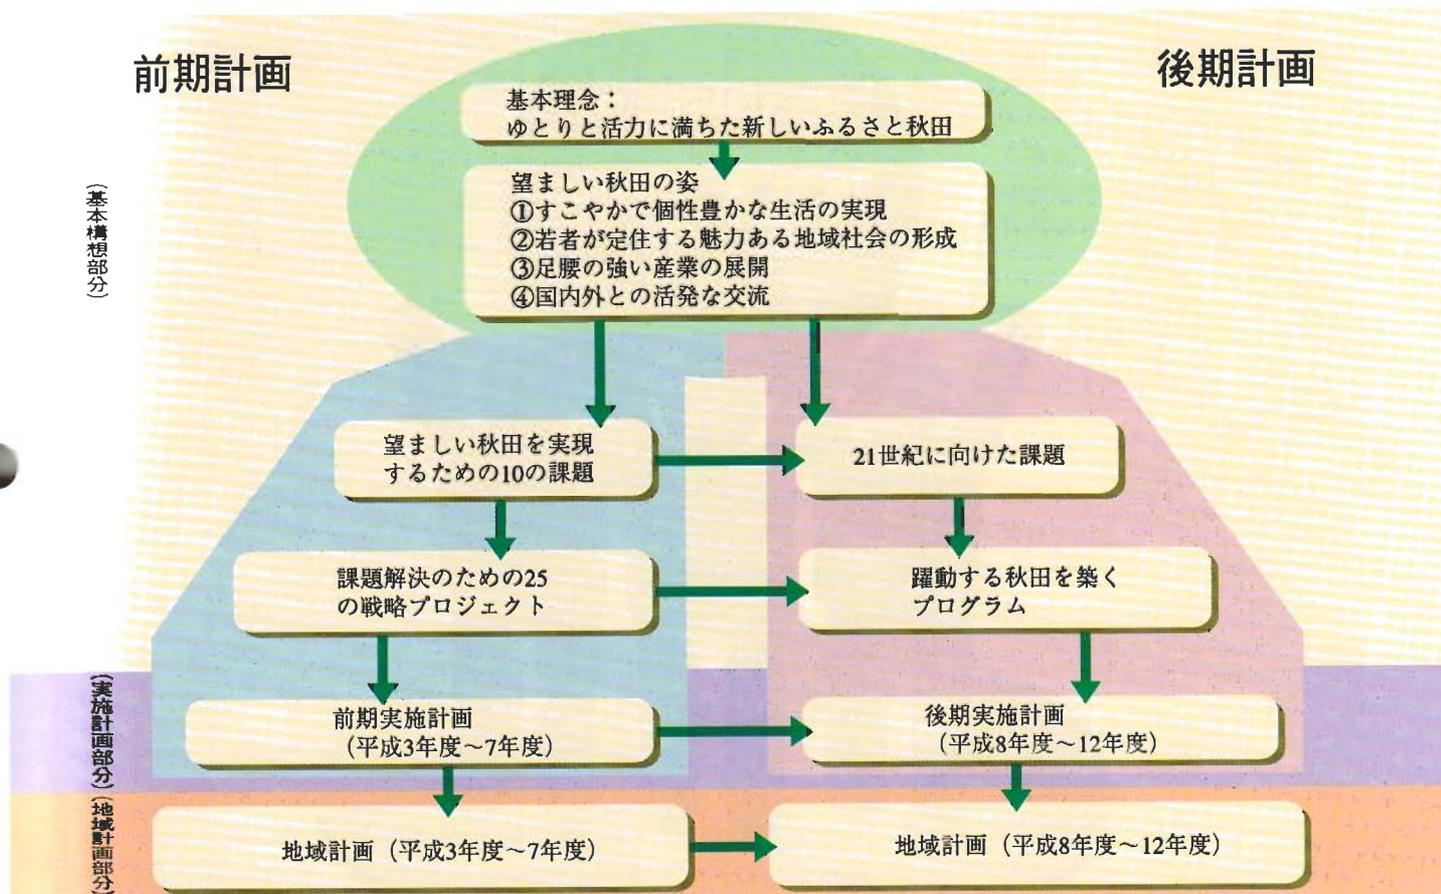 前期計画
後期計画
(基本構想部分)
基本理念：
ゆとりと活力に満ちた新しいふるさと秋田
望ましい秋田の姿
①すこやかで個性豊かな生活の実現
②若者が定住する魅力ある地域社会の形成
③足腰の強い産業の展開
④国内外との活発な交流
望ましい秋田を実現
するための10の課題
21世紀に向けた課題
課題解決のための25
の戦略プロジェクト
躍動する秋田を築く
プログラム
(実施計画部分)
前期実施計画
（平成3年度～7年度）
後期実施計画
（平成8年度～12年度）
(地域計画部分)
地域計画（平成3年度～7年度）
地域計画（平成8年度～12年度）